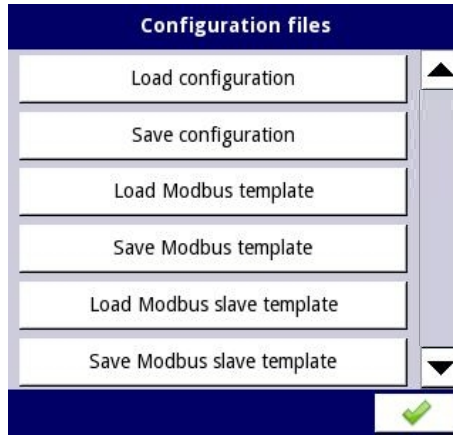 Configuration files
Load configuration
Save configuration
Load Modbus template
Save Modbus template
Load Modbus slave template
Save Modbus slave template